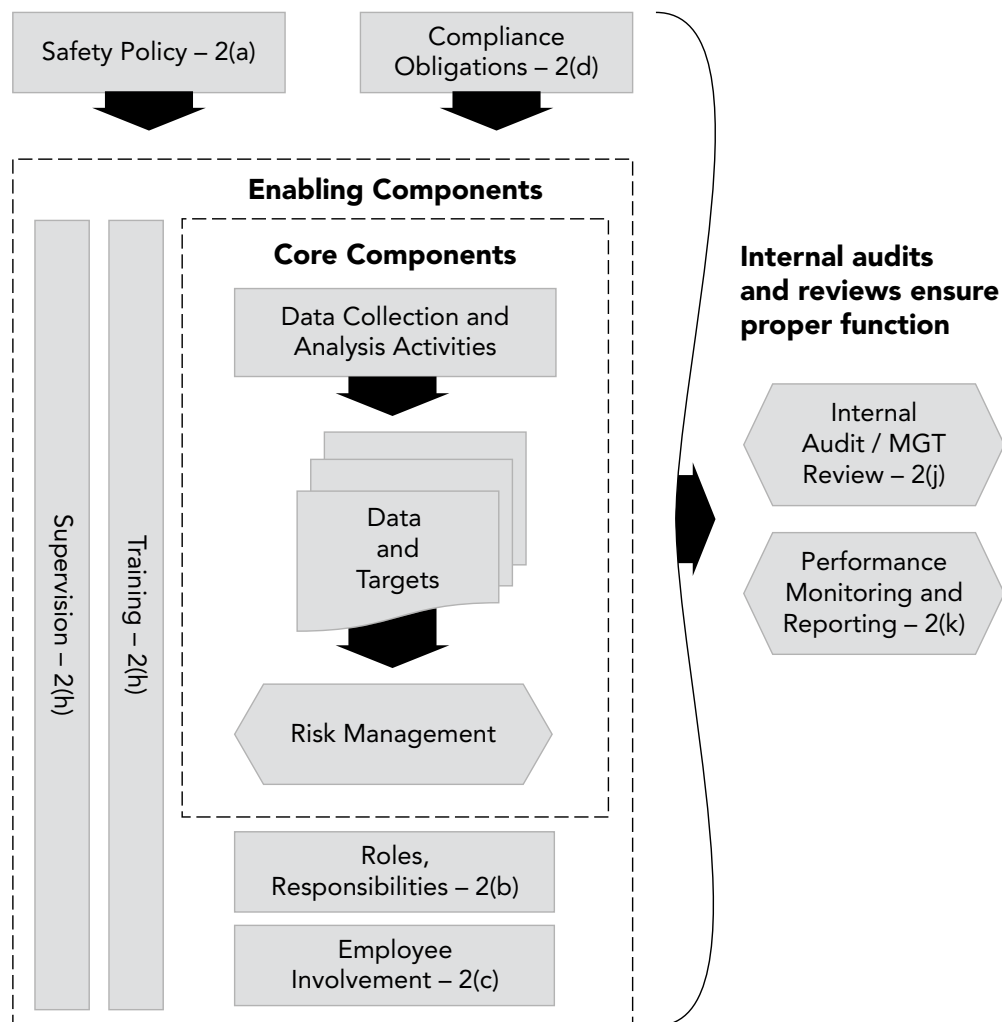 Safety Policy – 2(a)
Compliance
Obligations – 2(d)
Enabling Components
Core Components
Data Collection and
Analysis Activities
Data
and
Targets
Risk Management
Supervision – 2(h)
Training – 2(h)
Roles,
Responsibilities – 2(b)
Employee
Involvement – 2(c)
Internal audits
and reviews ensure
proper function
Internal
Audit / MGT
Review – 2(j)
Performance
Monitoring and
Reporting – 2(k)